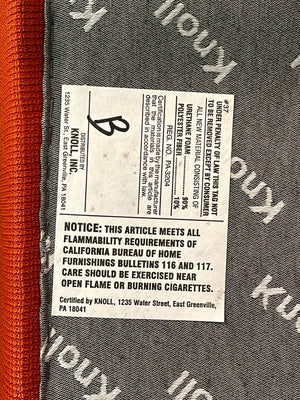 #37
UNDER PENALTY OF LAW THIS TAG NOT
TO BE REMOVED EXCEPT BY CONSUMER
ALL NEW MATERIAL CONSISTING OF
URETHANE FOAM 90%
POLYESTER FIBER 10%
REG. NO. PA-3204
Certification is made by the manufacturer
that materials in this article are
described in accordance with law.
B
DISTRIBUTED BY
KNOLL, INC.
1235 Water St., East Greenville, PA 18041
NOTICE: THIS ARTICLE MEETS ALL
FLAMMABILITY REQUIREMENTS OF
CALIFORNIA BUREAU OF HOME
FURNISHINGS BULLETINS 116 AND 117.
CARE SHOULD BE EXERCISED NEAR
OPEN FLAME OR BURNING CIGARETTES.
Certified by KNOLL, 1235 Water Street, East Greenville,
PA 18041
Knoll
Knoll
Knoll
Knoll
Knoll
Knoll
Knoll